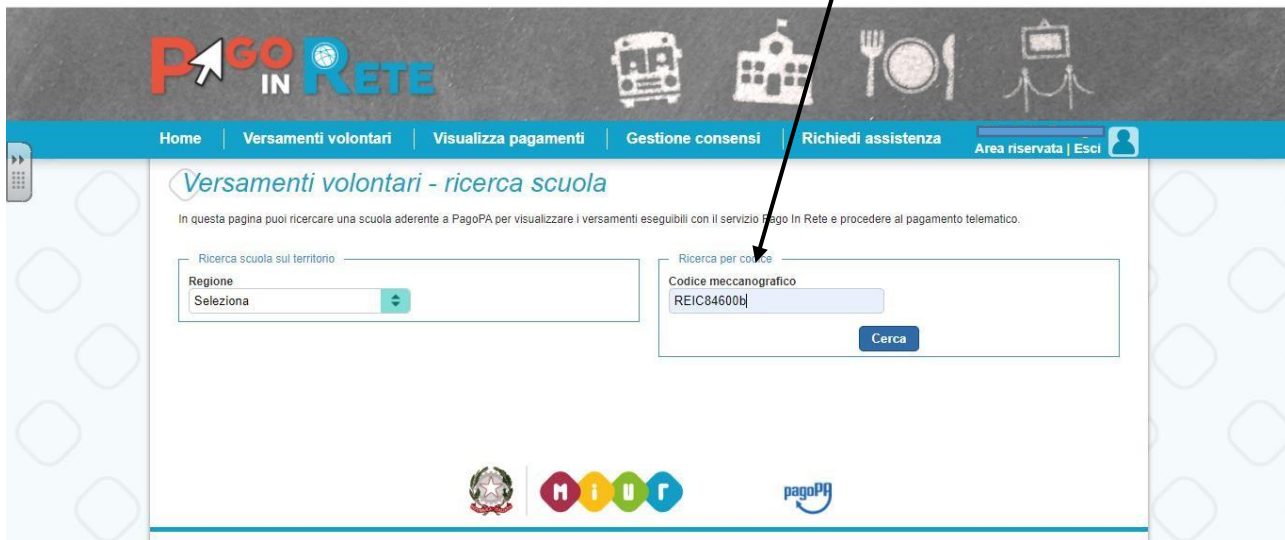 PAGO IN RETE
Home | Versamenti volontari | Visualizza pagamenti | Gestione consensi | Richiedi assistenza
Area riservata | Esci
Versamenti volontari - ricerca scuola
In questa pagina puoi ricercare una scuola aderente a PagoPA per visualizzare i versamenti eseguibili con il servizio Pago In Rete e procedere al pagamento telematico.
Ricerca scuola sul territorio
Regione
Seleziona
Ricerca per codice
Codice meccanografico
REIC84600b
Cerca
MIUr
pagoPA